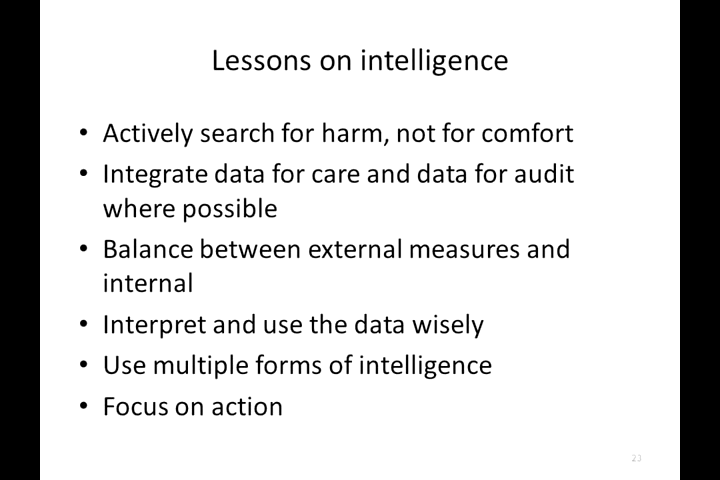 Lessons on intelligence
• Actively search for harm, not for comfort
• Integrate data for care and data for audit
where possible
• Balance between external measures and
internal
• Interpret and use the data wisely
• Use multiple forms of intelligence
• Focus on action